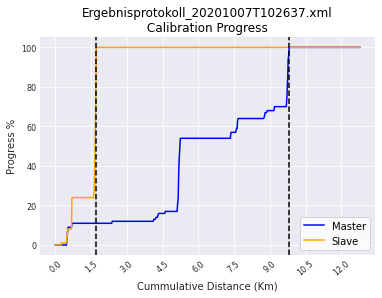 Ergebnisprotokoll_20201007T102637.xml
Calibration Progress
Progress %
100
80
60
40
20
0
0.0 1.5 3.0 4.5 6.0 7.5 9.0 10.5 12.0
Cummulative Distance (Km)
Master
Slave